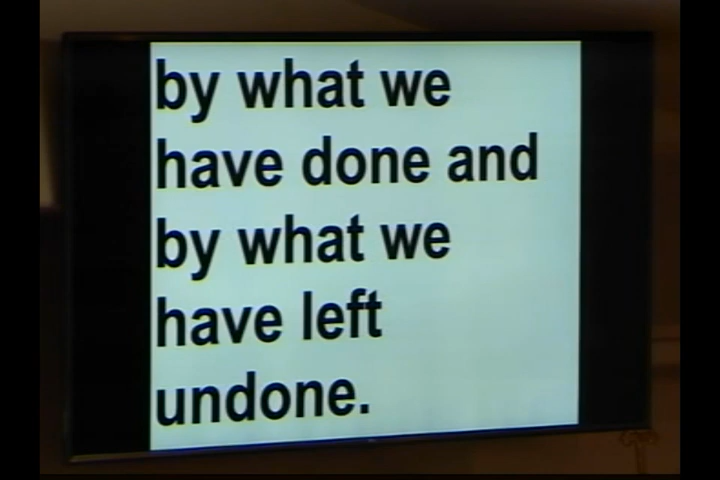 by what we
have done and
by what we
have left
undone.